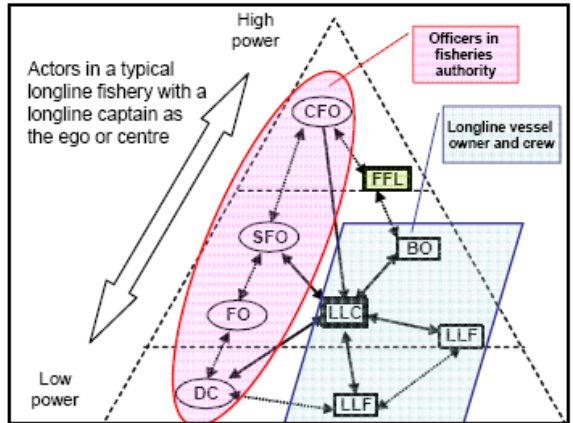 High
power
Officers in
fisheries
authority
Actors in a typical
longline fishery with a
longline captain as
the ego or centre
CFO
Longline vessel
owner and crew
FFL
SFO
BO
FO
LLC
LLF
Low
power
DC
LLF